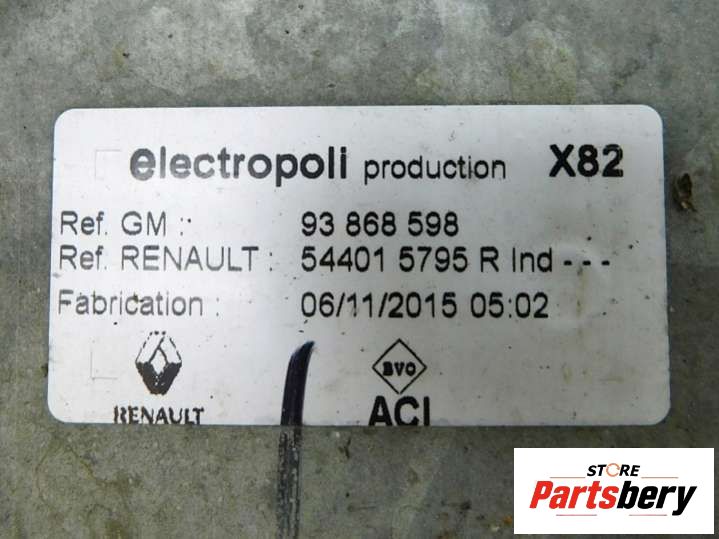 electropoli production X82
Ref. GM : 93 868 598
Ref. RENAULT : 54401 5795 R Ind - - -
Fabrication : 06/11/2015 05:02
BVO
RENAULT ACI
STORE
Partsbery